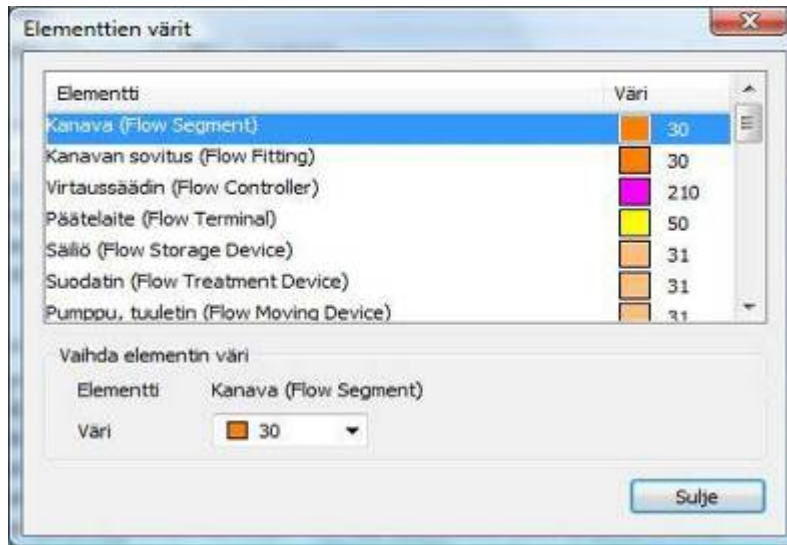 Elementtien värit
Elementti Väri
Kanava (Flow Segment) 30
Kanavan sovitus (Flow Fitting) 30
Virtaussäädin (Flow Controller) 210
Päätelaite (Flow Terminal) 50
Säiliö (Flow Storage Device) 31
Suodatin (Flow Treatment Device) 31
Pumppu, tuuletin (Flow Moving Device) 31
Vaihda elementin väri
Elementti Kanava (Flow Segment)
Väri 30
Sulje